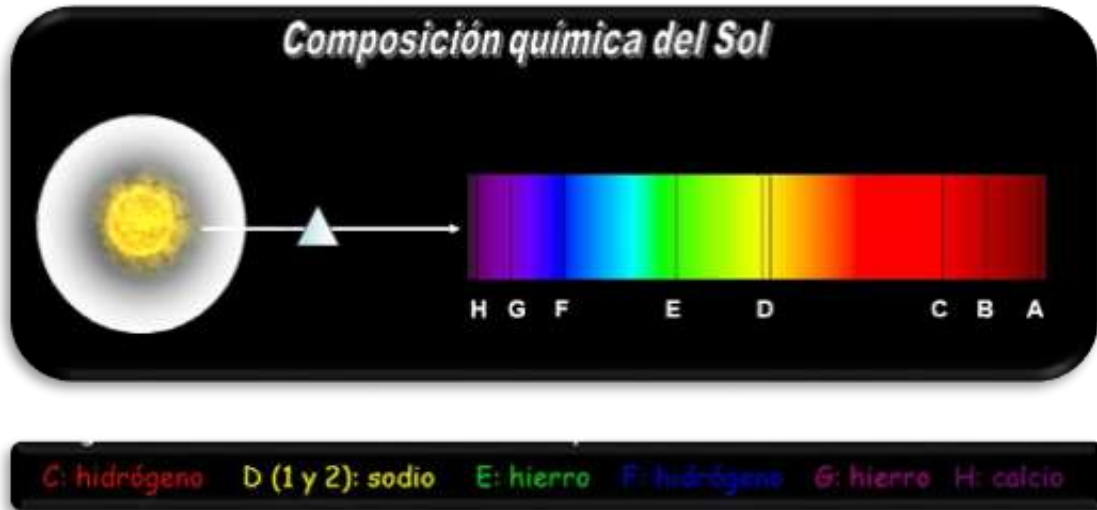 Composición química del Sol
H G F E D C B A
C: hidrógeno D (1 y 2): sodio E: hierro F: hidrógeno G: hierro H: calcio